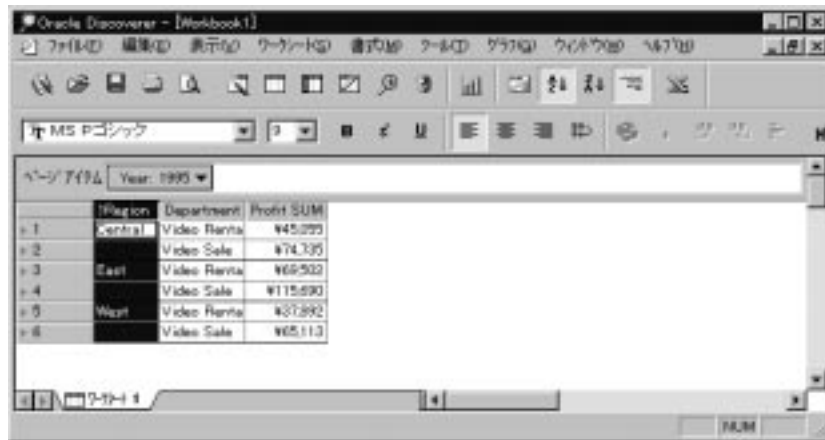 Oracle Discoverer - [Workbook1]
ファイル(F) 編集(E) 表示(V) ワークシート(S) 書式(M) ツール(T) グラフ(G) ウィンドウ(W) ヘルプ(H)
MS Pゴシック 9
ページアイテム Year: 1995
Region Department Profit SUM
1 Central Video Renta
2 Video Sale ¥74,735
3 East Video Renta ¥69,502
4 Video Sale ¥115,690
5 West Video Renta ¥37,892
6 Video Sale ¥65,113
ワークシート 4
NUM